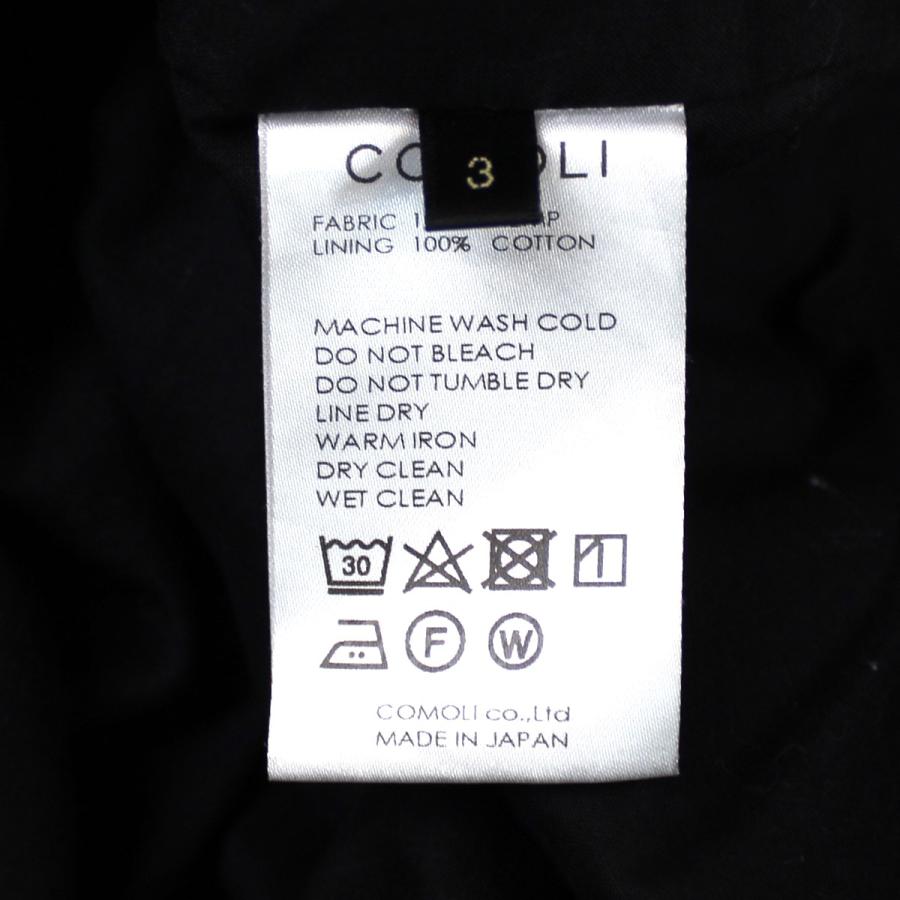 3
FABRIC
LINING 100% COTTON
MACHINE WASH COLD
DO NOT BLEACH
DO NOT TUMBLE DRY
LINE DRY
WARM IRON
DRY CLEAN
WET CLEAN
30
F W
COMOLI co.,Ltd
MADE IN JAPAN